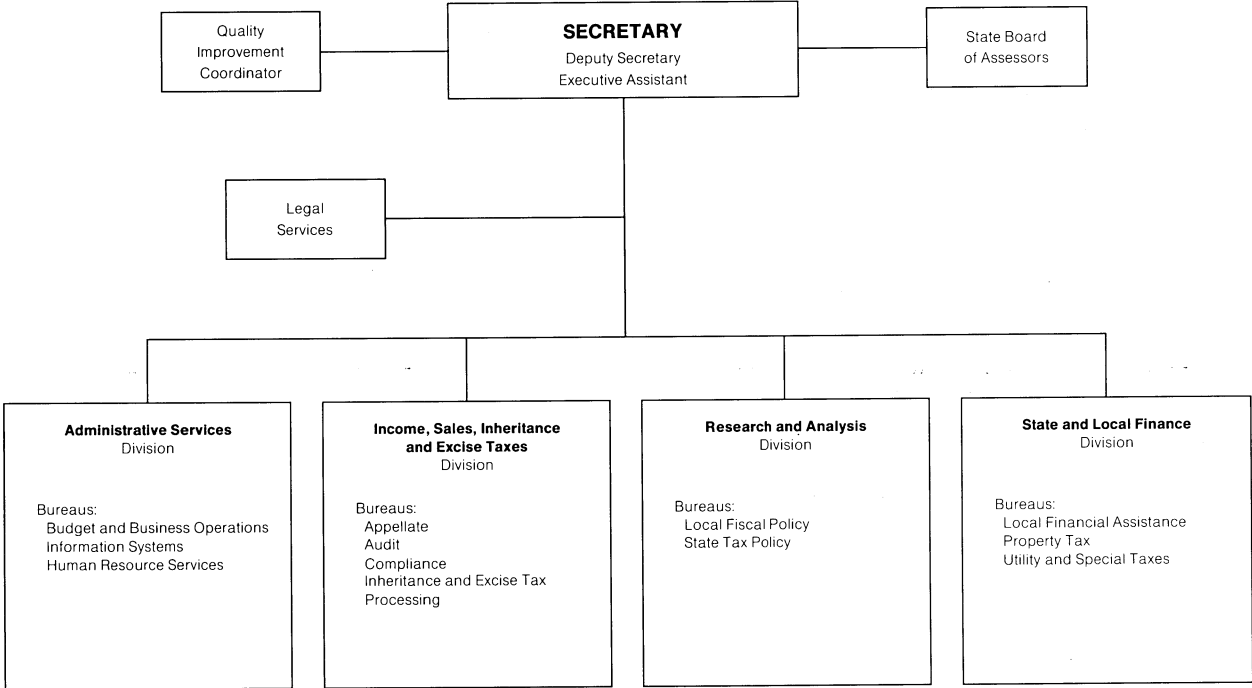 Quality
Improvement
Coordinator
SECRETARY
Deputy Secretary
Executive Assistant
State Board
of Assessors
Legal
Services
Administrative Services
Division
Bureaus:
Budget and Business Operations
Information Systems
Human Resource Services
Income, Sales, Inheritance
and Excise Taxes
Division
Bureaus:
Appellate
Audit
Compliance
Inheritance and Excise Tax
Processing
Research and Analysis
Division
Bureaus:
Local Fiscal Policy
State Tax Policy
State and Local Finance
Division
Bureaus:
Local Financial Assistance
Property Tax
Utility and Special Taxes